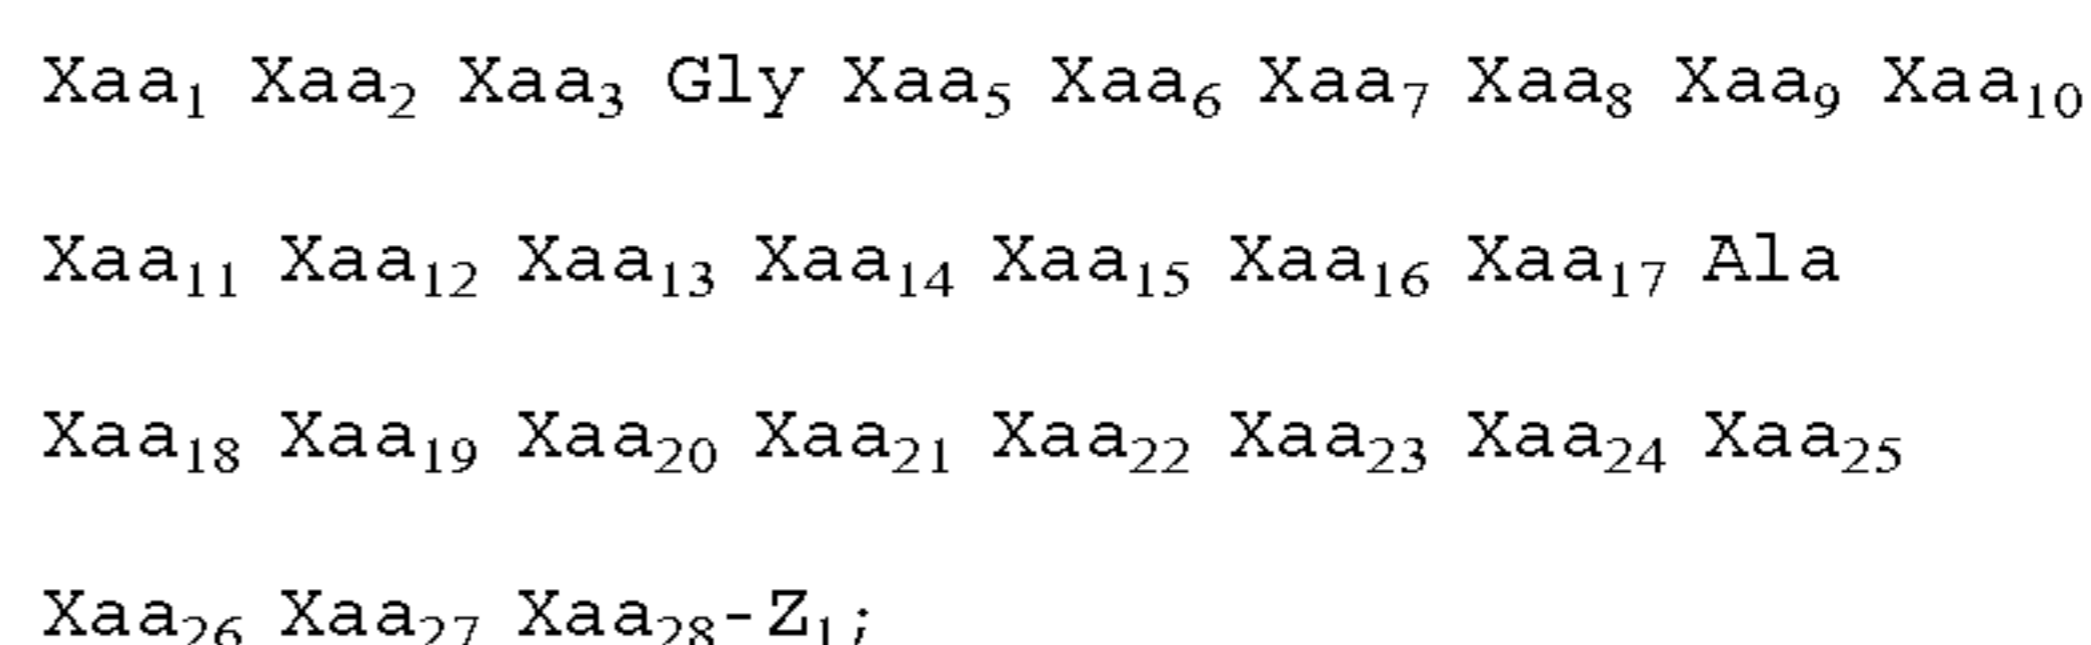 Xaa₁ Xaa₂ Xaa₃ Gly Xaa₅ Xaa₆ Xaa₇ Xaa₈ Xaa₉ Xaa₁₀
Xaa₁₁ Xaa₁₂ Xaa₁₃ Xaa₁₄ Xaa₁₅ Xaa₁₆ Xaa₁₇ Ala
Xaa₁₈ Xaa₁₉ Xaa₂₀ Xaa₂₁ Xaa₂₂ Xaa₂₃ Xaa₂₄ Xaa₂₅
Xaa₂₆ Xaa₂₇ Xaa₂₈-Z₁;